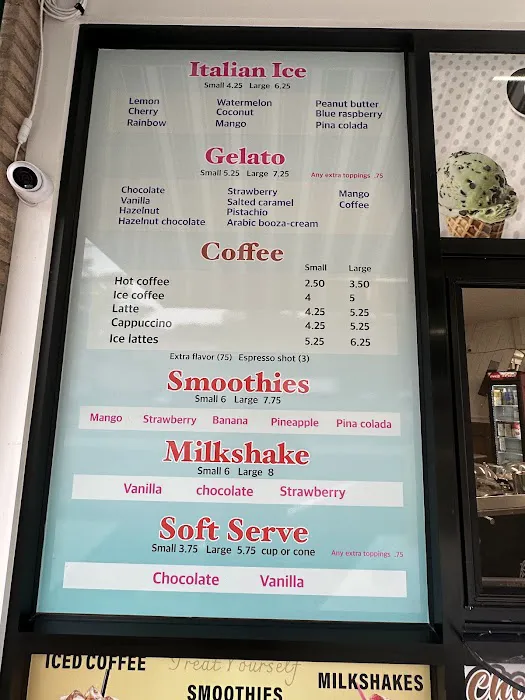 Italian Ice
Small 4.25 Large 6.25
Lemon Watermelon Peanut butter
Cherry Coconut Blue raspberry
Rainbow Mango Pina colada
Gelato
Small 5.25 Large 7.25 Any extra toppings .75
Chocolate Strawberry Mango
Vanilla Salted caramel Coffee
Hazelnut Pistachio
Hazelnut chocolate Arabic booza-cream
Coffee
Small Large
Hot coffee 2.50 3.50
Ice coffee 4 5
Latte 4.25 5.25
Cappuccino 4.25 5.25
Ice lattes 5.25 6.25
Extra flavor (75) Espresso shot (3)
Smoothies
Small 6 Large 7.75
Mango Strawberry Banana Pineapple Pina colada
Milkshake
Small 6 Large 8
Vanilla chocolate Strawberry
Soft Serve
Small 3.75 Large 5.75 cup or cone Any extra toppings .75
Chocolate Vanilla
ICED COFFEE Treat Yourself MILKSHAKES
SMOOTHIES